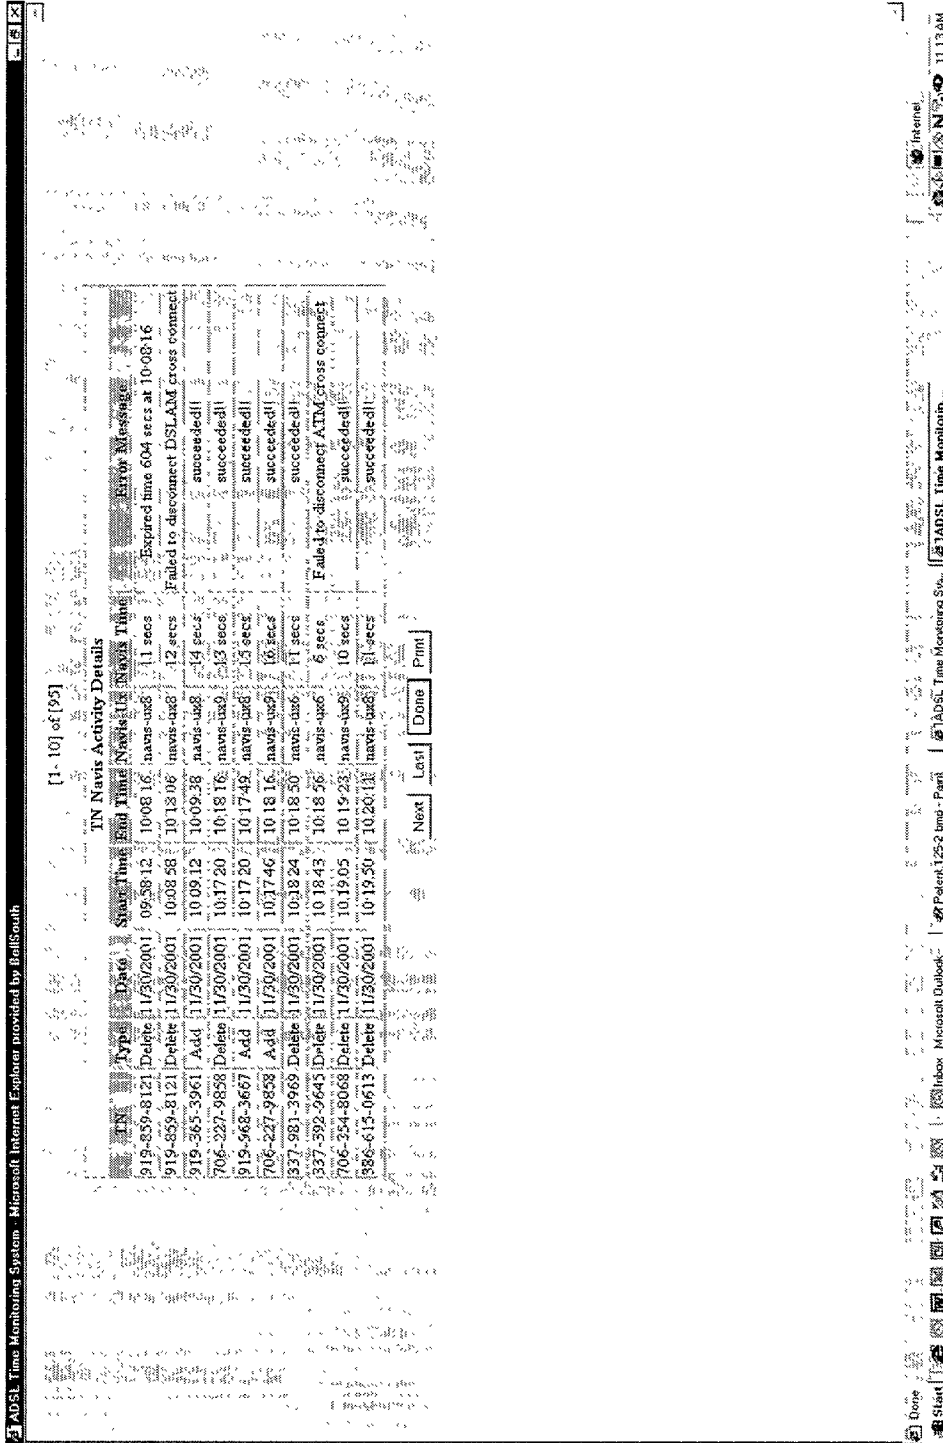 ADSL Time Monitoring System - Microsoft Internet Explorer provided by BellSouth
[1- 10] of [95]
TN Navis Activity Details
TN Type Date Start Time End Time Navis-Ux Navis Time Error Message
919-859-8121 Delete 11/30/2001 09:58:12 10:08:16 navis-ux8 11 secs Expired time 604 secs at 10:08:16
919-859-8121 Delete 11/30/2001 10:08:58 10:18:06 navis-ux8 12 secs Failed to disconnect DSLAM cross connect
919-365-3961 Add 11/30/2001 10:09:12 10:09:38 navis-ux8 14 secs succeeded!!
706-227-9858 Delete 11/30/2001 10:17:20 10:18:16 navis-ux9 13 secs succeeded!!
919-968-3667 Add 11/30/2001 10:17:20 10:17:49 navis-ux8 15 secs succeeded!!
706-227-9858 Add 11/30/2001 10:17:46 10:18:16 navis-ux9 16 secs succeeded!!
337-981-3969 Delete 11/30/2001 10:18:24 10:18:50 navis-ux6 11 secs succeeded!!
337-392-9645 Delete 11/30/2001 10:18:43 10:18:56 navis-ux6 6 secs Failed to disconnect ATM cross connect
706-354-8068 Delete 11/30/2001 10:19:05 10:19:23 navis-ux9 10 secs succeeded!!
386-615-0613 Delete 11/30/2001 10:19:50 10:20:11 navis-ux8 11 secs succeeded!!
Next Last Done Print
Done Internet
Start Inbox - Microsoft Outlook Patent 125-2 bmp - Paint ADSL Time Monitoring Sys... ADSL Time Monitorin... 11:13 AM